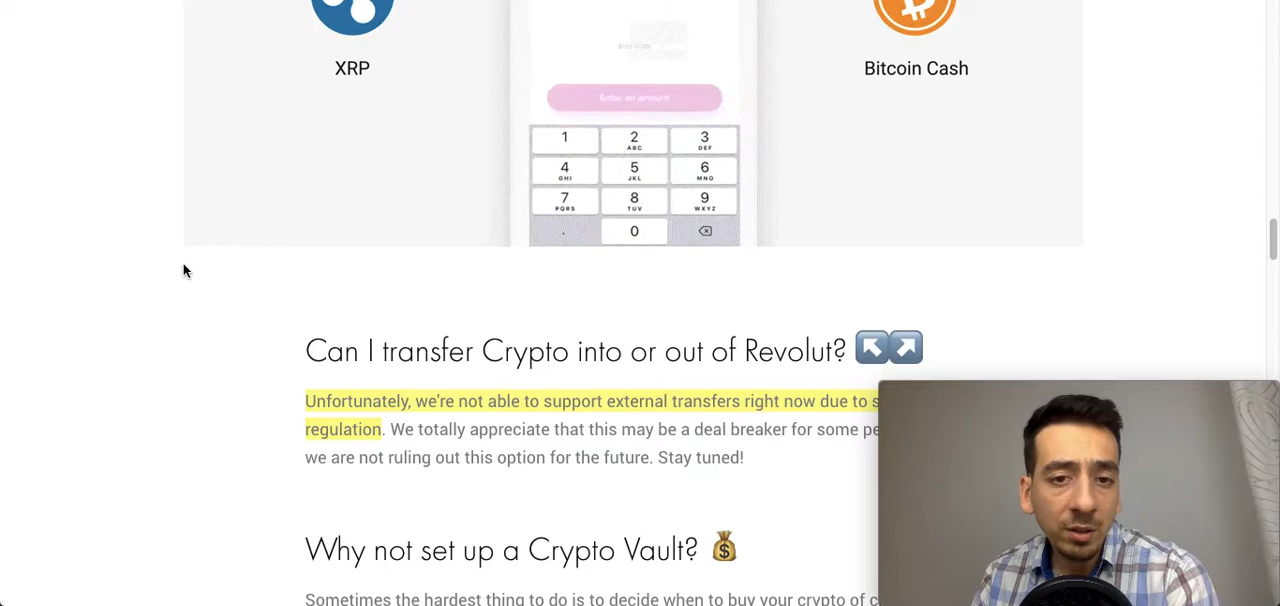 XRP
Bitcoin Cash
Enter an amount
1
2 ABC
3 DEF
4 GHI
5 JKL
6 MNO
7 PQRS
8 TUV
9 WXYZ
.
0
Can I transfer Crypto into or out of Revolut? ↖️↗️
Unfortunately, we're not able to support external transfers right now due to
regulation. We totally appreciate that this may be a deal breaker for some
we are not ruling out this option for the future. Stay tuned!
Why not set up a Crypto Vault? 💰
Sometimes the hardest thing to do is to decide when to buy your crypto of